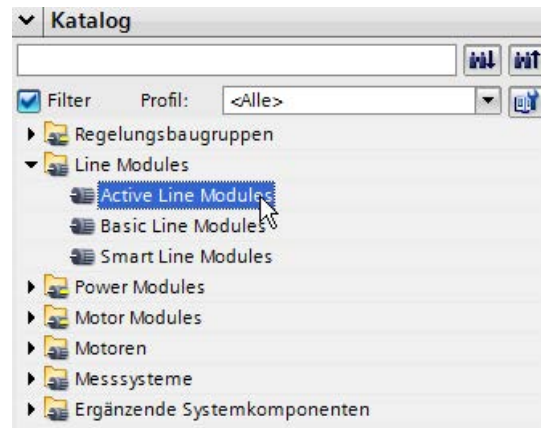 Katalog
Filter Profil: <Alle>
Regelungsbaugruppen
Line Modules
Active Line Modules
Basic Line Modules
Smart Line Modules
Power Modules
Motor Modules
Motoren
Messsysteme
Ergänzende Systemkomponenten